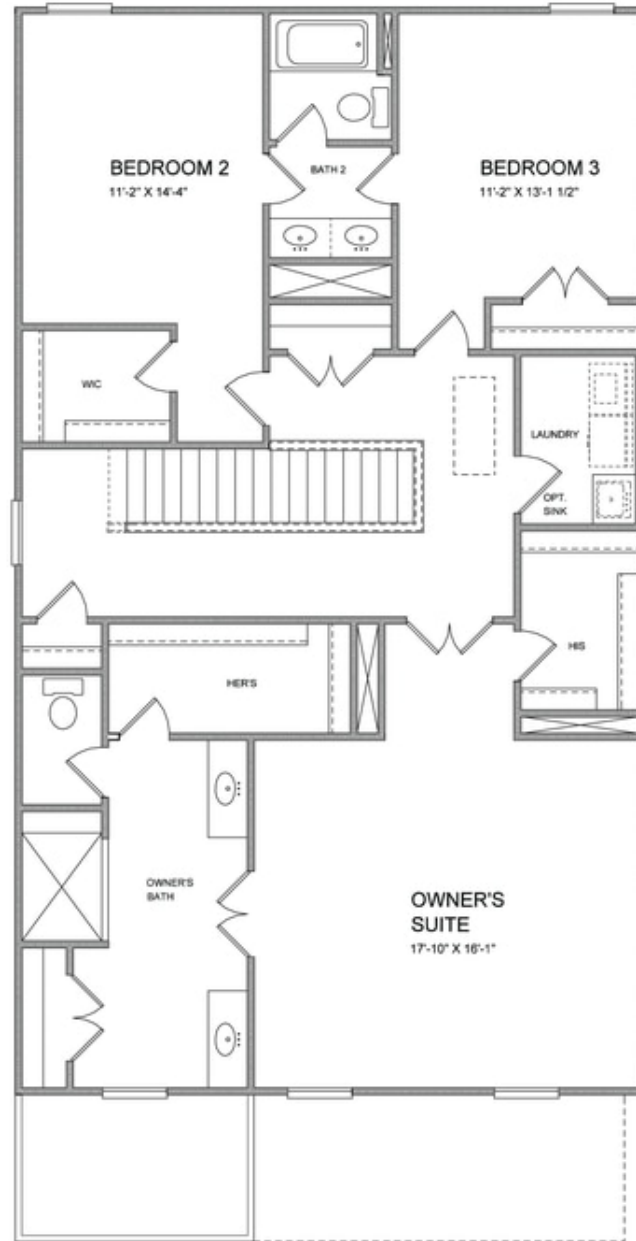 BEDROOM 2
11'-2" X 14'-4"
BATH 2
BEDROOM 3
11'-2" X 13'-1 1/2"
WIC
LAUNDRY
OPT.
SINK
HER'S
HIS
OWNER'S
BATH
OWNER'S
SUITE
17'-10" X 16'-1"